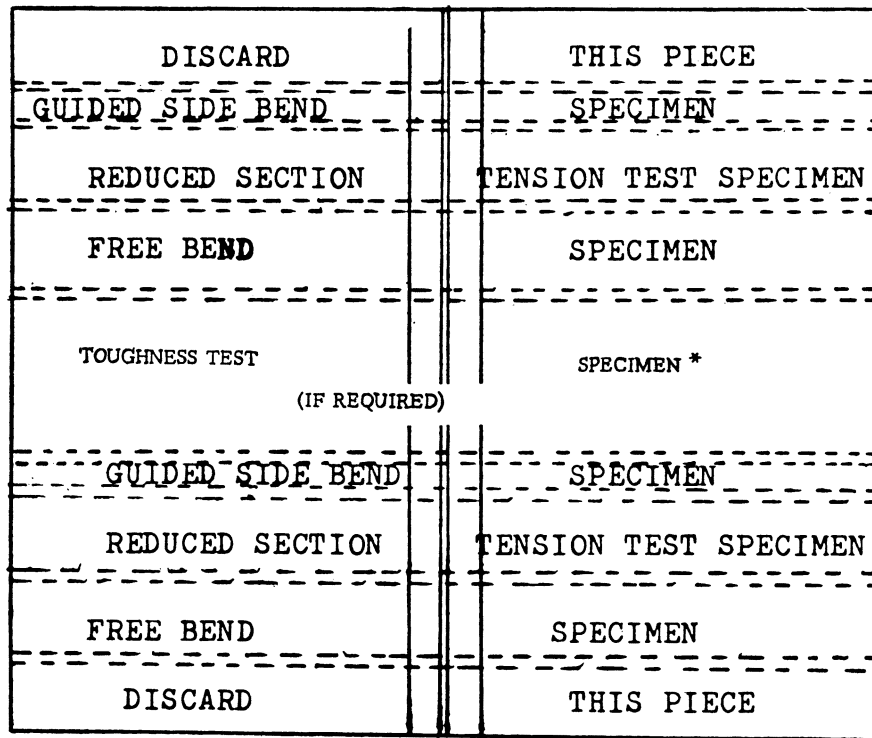 DISCARD THIS PIECE
GUIDED SIDE BEND SPECIMEN
REDUCED SECTION TENSION TEST SPECIMEN
FREE BEND SPECIMEN
TOUGHNESS TEST SPECIMEN *
(IF REQUIRED)
GUIDED SIDE BEND SPECIMEN
REDUCED SECTION TENSION TEST SPECIMEN
FREE BEND SPECIMEN
DISCARD THIS PIECE